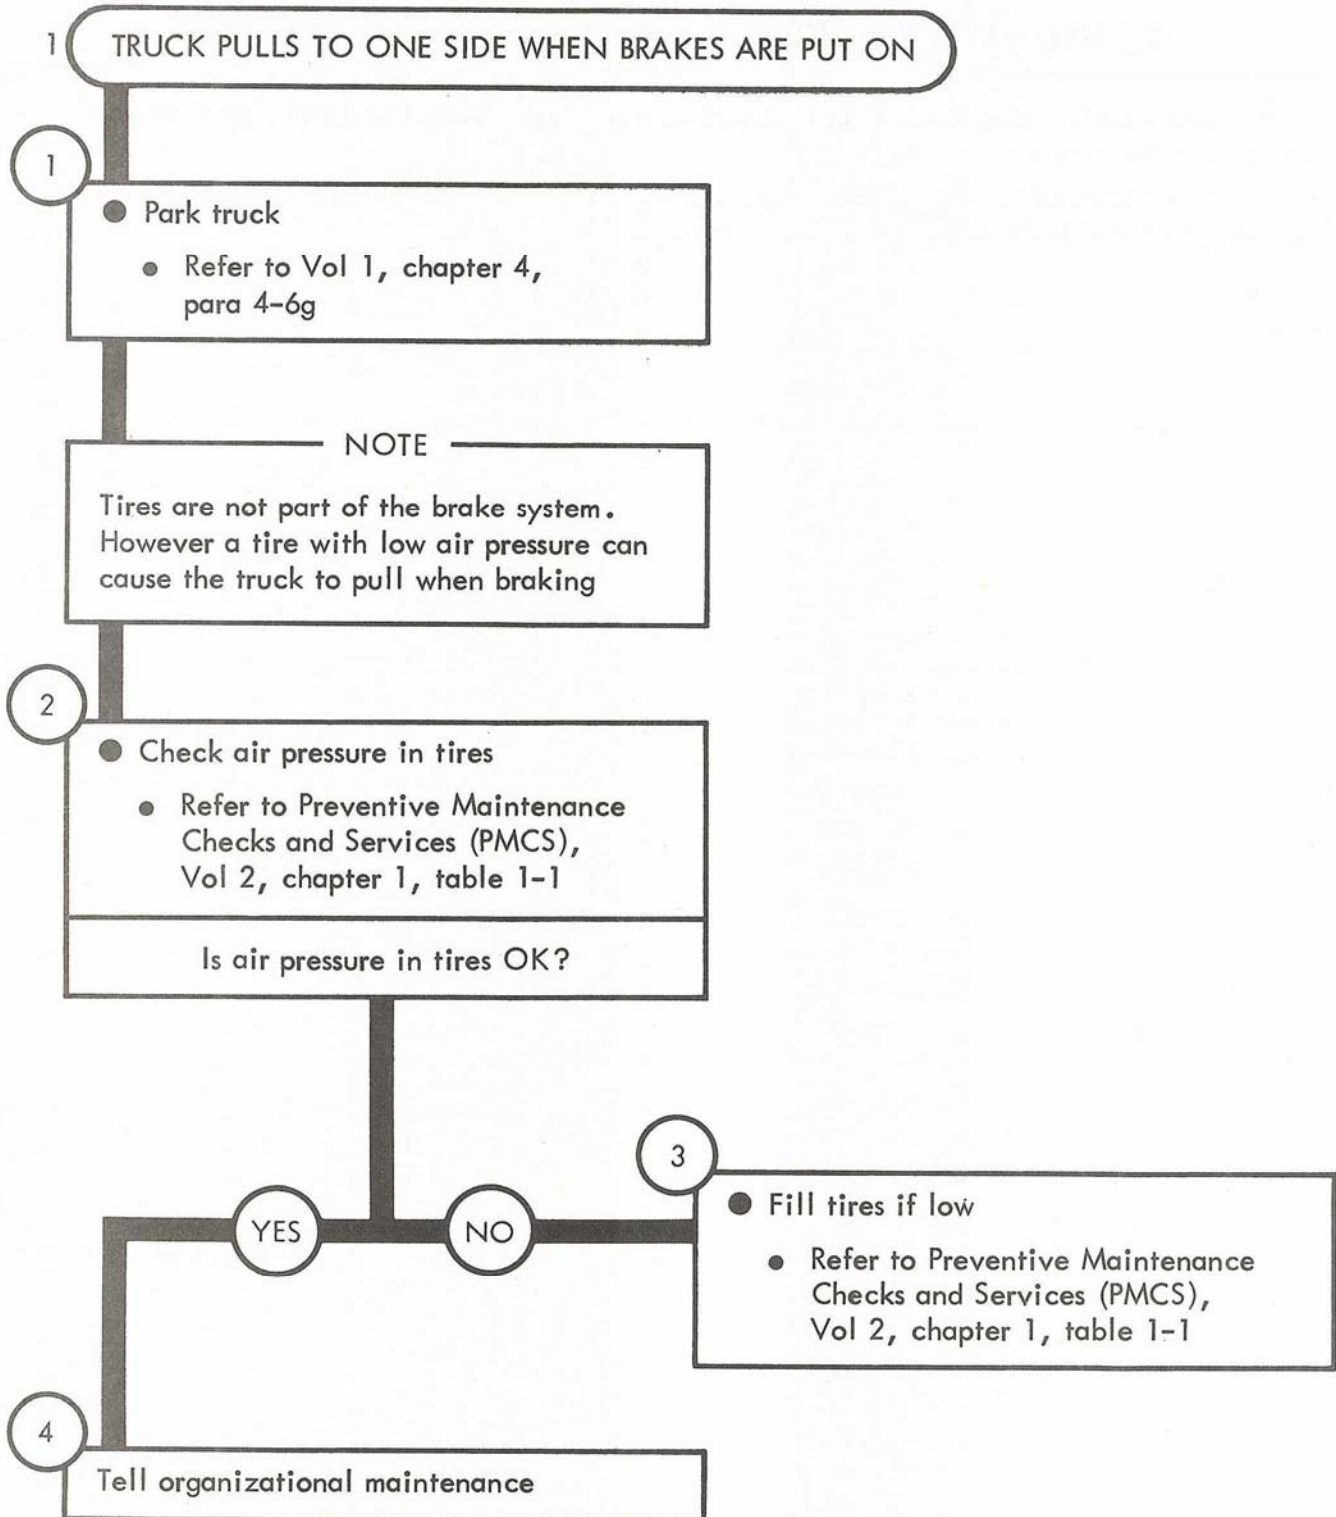 1 TRUCK PULLS TO ONE SIDE WHEN BRAKES ARE PUT ON
1
● Park truck
● Refer to Vol 1, chapter 4,
para 4-6g
NOTE
Tires are not part of the brake system.
However a tire with low air pressure can
cause the truck to pull when braking
2
● Check air pressure in tires
● Refer to Preventive Maintenance
Checks and Services (PMCS),
Vol 2, chapter 1, table 1-1
Is air pressure in tires OK?
YES
NO
3
● Fill tires if low
● Refer to Preventive Maintenance
Checks and Services (PMCS),
Vol 2, chapter 1, table 1-1
4
Tell organizational maintenance